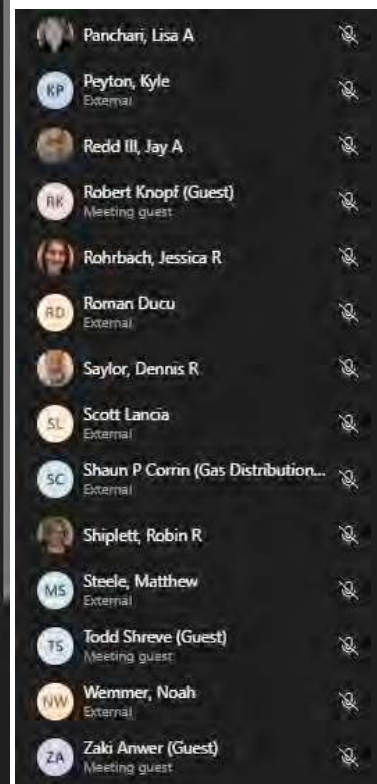 Panchari, Lisa A
KP
Peyton, Kyle
External
Redd III, Jay A
RK
Robert Knopf (Guest)
Meeting guest
Rohrbach, Jessica R
RD
Roman Ducu
External
Saylor, Dennis R
SL
Scott Lancia
External
SC
Shaun P Corrin (Gas Distribution...
External
Shiplett, Robin R
MS
Steele, Matthew
External
TS
Todd Shreve (Guest)
Meeting guest
NW
Wemmer, Noah
External
ZA
Zaki Anwer (Guest)
Meeting guest